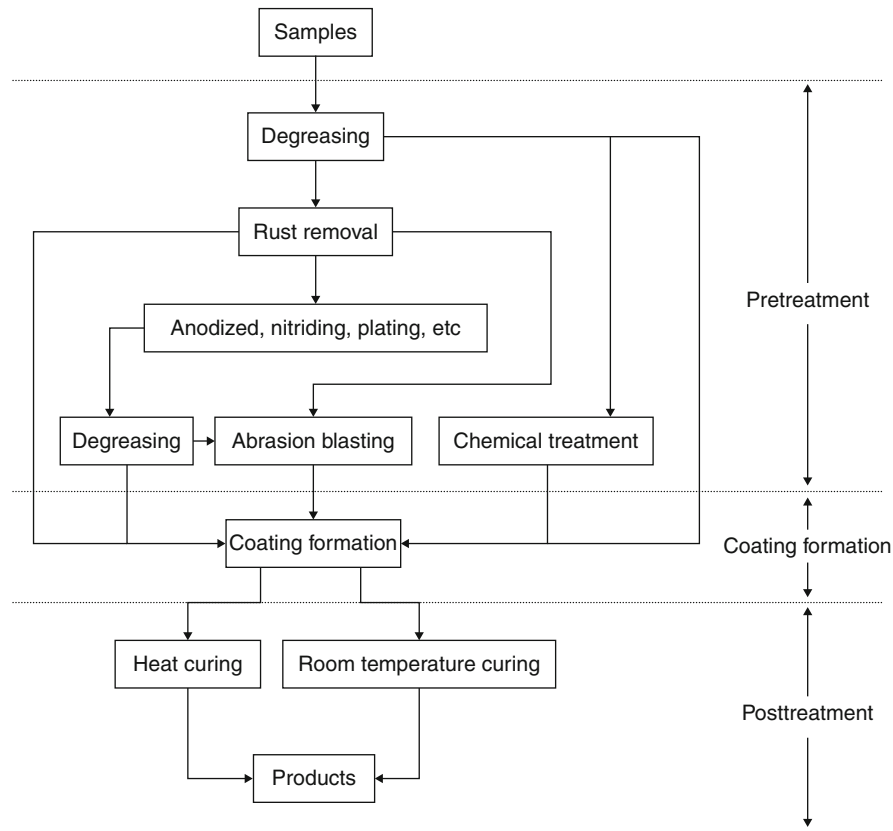 Samples
Degreasing
Rust removal
Anodized, nitriding, plating, etc
Pretreatment
Degreasing
Abrasion blasting
Chemical treatment
Coating formation
Coating formation
Heat curing
Room temperature curing
Posttreatment
Products